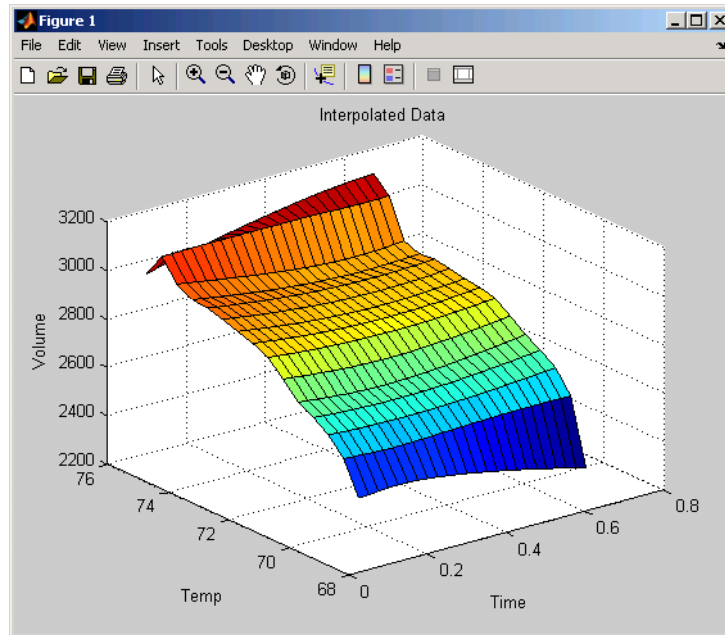 Figure 1
File Edit View Insert Tools Desktop Window Help
Interpolated Data
3200
3000
2800
2600
2400
2200
Volume
76
74
72
70
68
Temp
0
0.2
0.4
0.6
0.8
Time